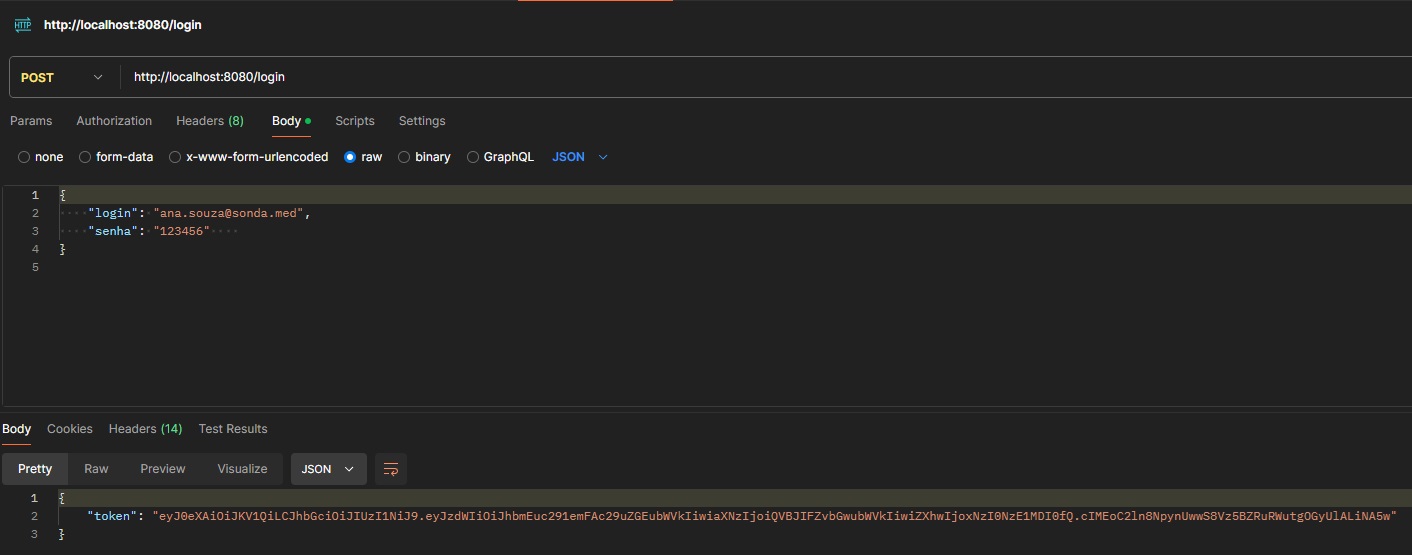 HTTP http://localhost:8080/login
POST http://localhost:8080/login
Params Authorization Headers (8) Body Scripts Settings
none form-data x-www-form-urlencoded raw binary GraphQL JSON
1 {
2 "login": "ana.souza@sonda.med",
3 "senha": "123456"
4 }
5
Body Cookies Headers (14) Test Results
Pretty Raw Preview Visualize JSON
1 {
2 "token": "eyJ0eXAiOiJKV1QiLCJhbGciOiJIUzI1NiJ9.eyJzdWIiOiJhbmEuc291emFAc29uZGEubWVkIiwiaXNzIjoiQVBJIFZvbGwubWVkIiwiZXhwIjoxNzI0NzE1MDI0fQ.cIMEoC2ln8NpynUwwS8Vz5BZRuRWutgOGyUlALiNA5w"
3 }